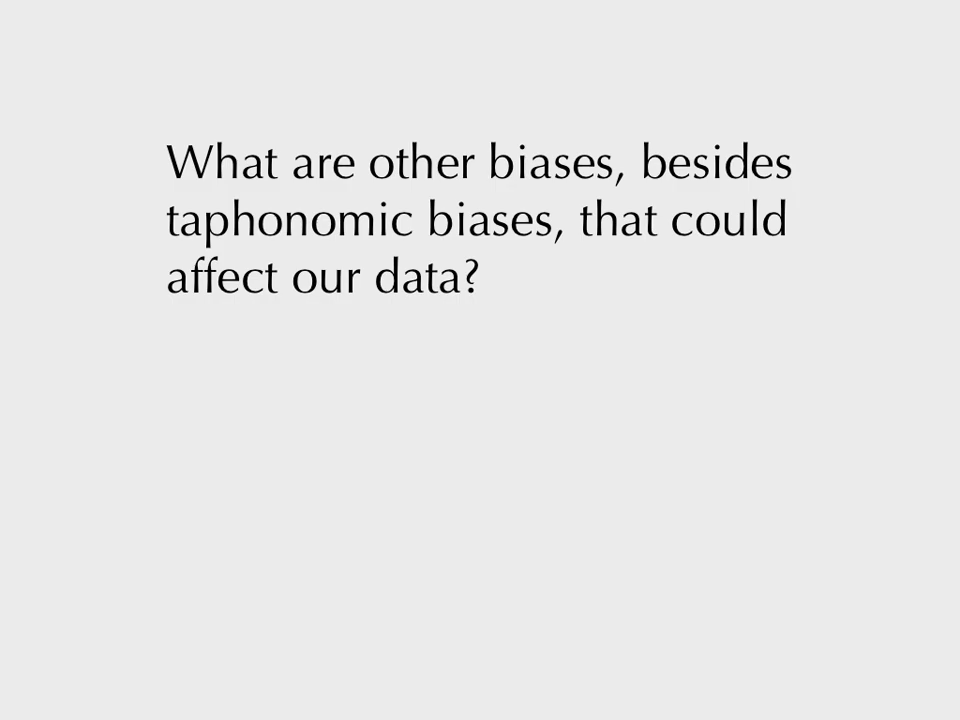 What are other biases, besides
taphonomic biases, that could
affect our data?